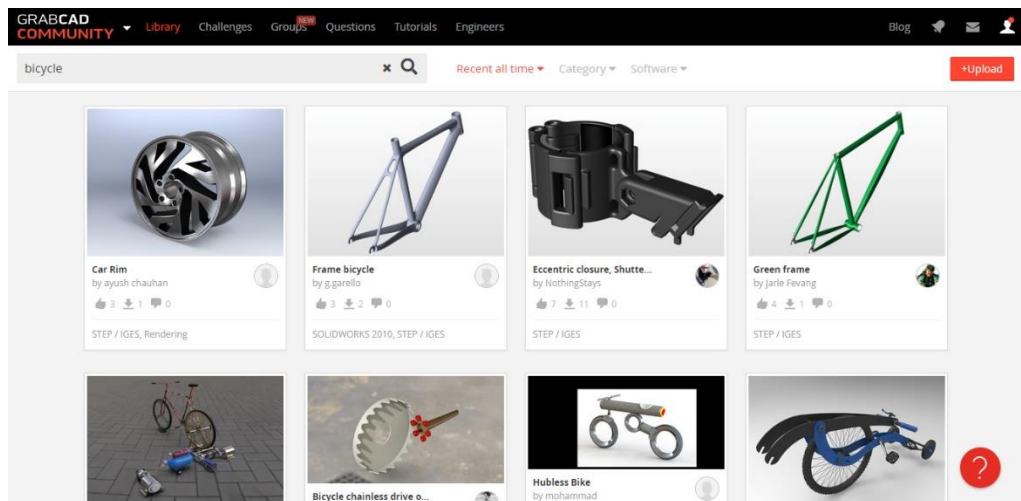 GRABCAD
COMMUNITY
Library
Challenges
Groups
NEW
Questions
Tutorials
Engineers
Blog
bicycle
Recent all time
Category
Software
+Upload
Car Rim
by ayush chauhan
3 1 0
STEP / IGES, Rendering
Frame bicycle
by g.garello
3 2 0
SOLIDWORKS 2010, STEP / IGES
Eccentric closure, Shutte...
by NothingStays
7 11 0
STEP / IGES
Green frame
by Jarle Fevang
4 1 0
STEP / IGES
Bicycle chainless drive o...
Hubless Bike
by mohammad
?